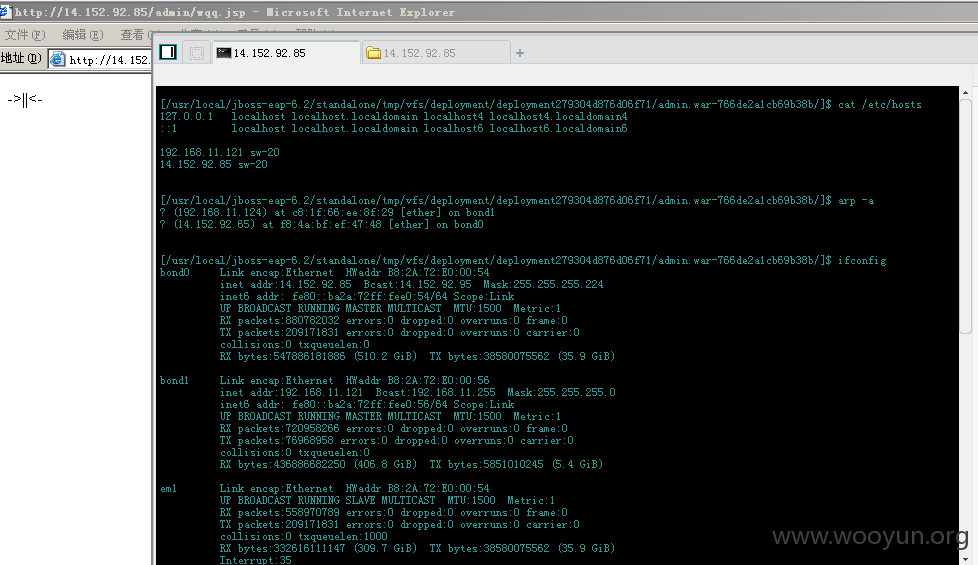 http://14.152.92.85/admin/wqq.jsp - Microsoft Internet Explorer
文件(F) 编辑(E) 查看
地址(D) http://14.152
14.152.92.85 14.152.92.85 +
->||<-
[/usr/local/jboss-eap-6.2/standalone/tmp/vfs/deployment/deployment279304d876d06f71/admin.war-766de2a1cb69b38b/]$ cat /etc/hosts
127.0.0.1 localhost localhost.localdomain localhost4 localhost4.localdomain4
::1 localhost localhost.localdomain localhost6 localhost6.localdomain6
192.168.11.121 sw-20
14.152.92.85 sw-20
[/usr/local/jboss-eap-6.2/standalone/tmp/vfs/deployment/deployment279304d876d06f71/admin.war-766de2a1cb69b38b/]$ arp -a
? (192.168.11.124) at c8:1f:66:ee:8f:29 [ether] on bond1
? (14.152.92.65) at f8:4a:bf:ef:47:48 [ether] on bond0
[/usr/local/jboss-eap-6.2/standalone/tmp/vfs/deployment/deployment279304d876d06f71/admin.war-766de2a1cb69b38b/]$ ifconfig
bond0 Link encap:Ethernet HWaddr B8:2A:72:E0:00:54
inet addr:14.152.92.85 Bcast:14.152.92.95 Mask:255.255.255.224
inet6 addr: fe80::ba2a:72ff:fee0:54/64 Scope:Link
UP BROADCAST RUNNING MASTER MULTICAST MTU:1500 Metric:1
RX packets:880782032 errors:0 dropped:0 overruns:0 frame:0
TX packets:209171831 errors:0 dropped:0 overruns:0 carrier:0
collisions:0 txqueuelen:0
RX bytes:547886181886 (510.2 GiB) TX bytes:38580075562 (35.9 GiB)
bond1 Link encap:Ethernet HWaddr B8:2A:72:E0:00:56
inet addr:192.168.11.121 Bcast:192.168.11.255 Mask:255.255.255.0
inet6 addr: fe80::ba2a:72ff:fee0:56/64 Scope:Link
UP BROADCAST RUNNING MASTER MULTICAST MTU:1500 Metric:1
RX packets:720958266 errors:0 dropped:0 overruns:0 frame:0
TX packets:76968958 errors:0 dropped:0 overruns:0 carrier:0
collisions:0 txqueuelen:0
RX bytes:436886682250 (406.8 GiB) TX bytes:5851010245 (5.4 GiB)
em1 Link encap:Ethernet HWaddr B8:2A:72:E0:00:54
UP BROADCAST RUNNING SLAVE MULTICAST MTU:1500 Metric:1
RX packets:558970789 errors:0 dropped:0 overruns:0 frame:0
TX packets:209171831 errors:0 dropped:0 overruns:0 carrier:0
collisions:0 txqueuelen:1000
RX bytes:332616111147 (309.7 GiB) TX bytes:38580075562 (35.9 GiB)
Interrupt:35
www.wooyun.org